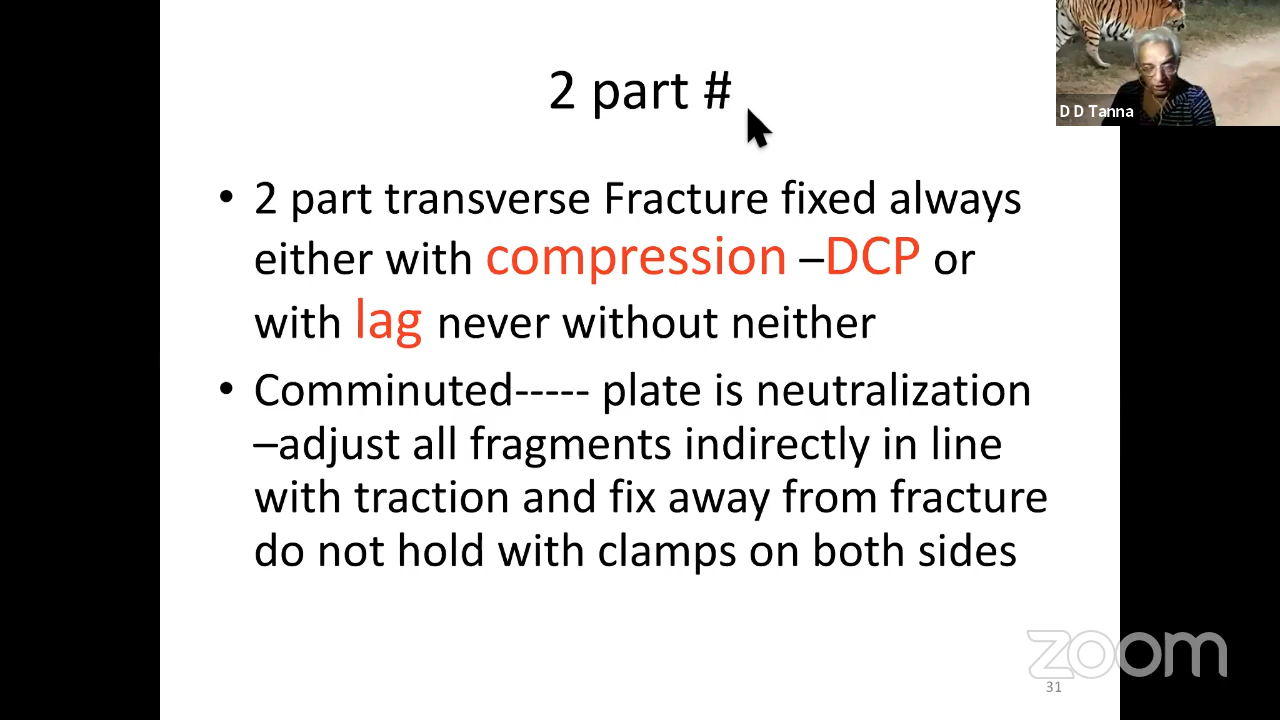 2 part #
D D Tanna
• 2 part transverse Fracture fixed always
either with compression –DCP or
with lag never without neither
• Comminuted----- plate is neutralization
–adjust all fragments indirectly in line
with traction and fix away from fracture
do not hold with clamps on both sides
zoom
31